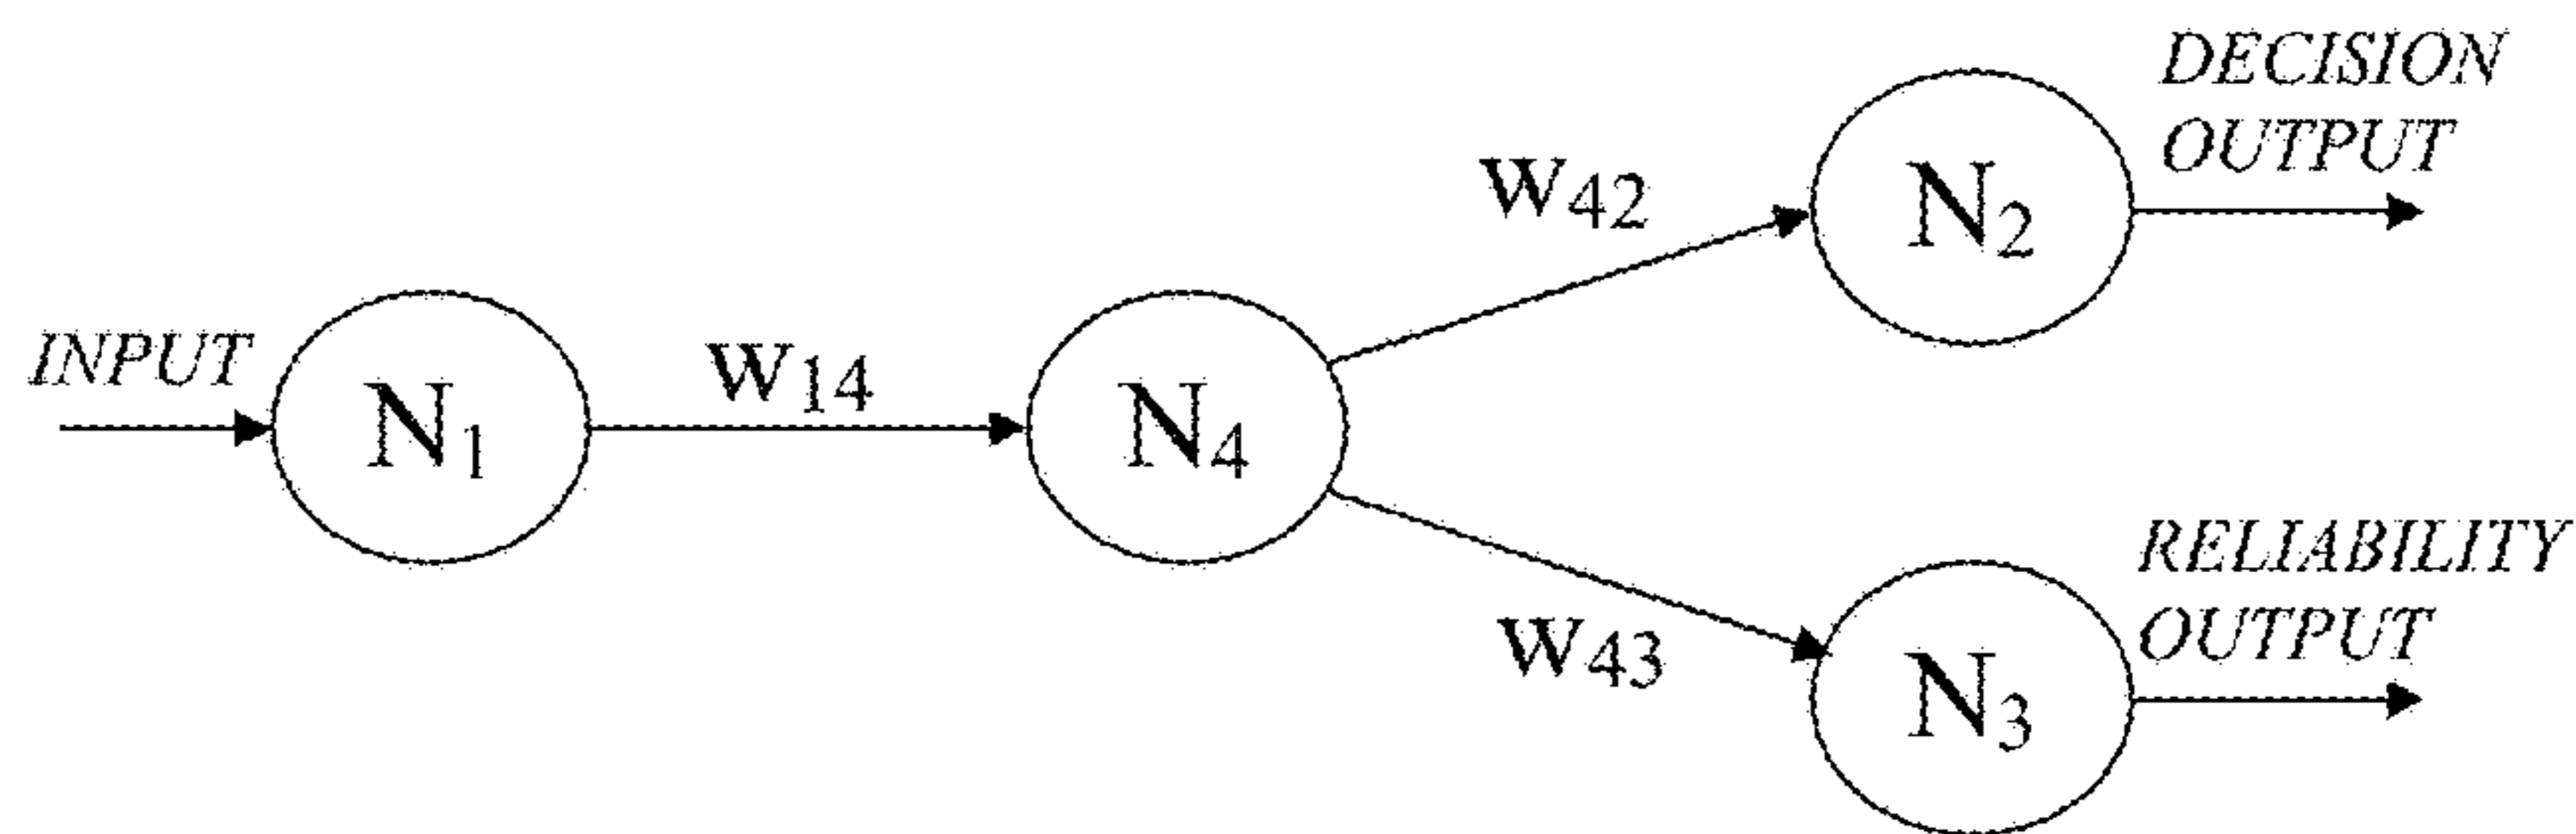 DECISION
OUTPUT
W42
N2
INPUT
W14
N1
N4
RELIABILITY
OUTPUT
W43
N3